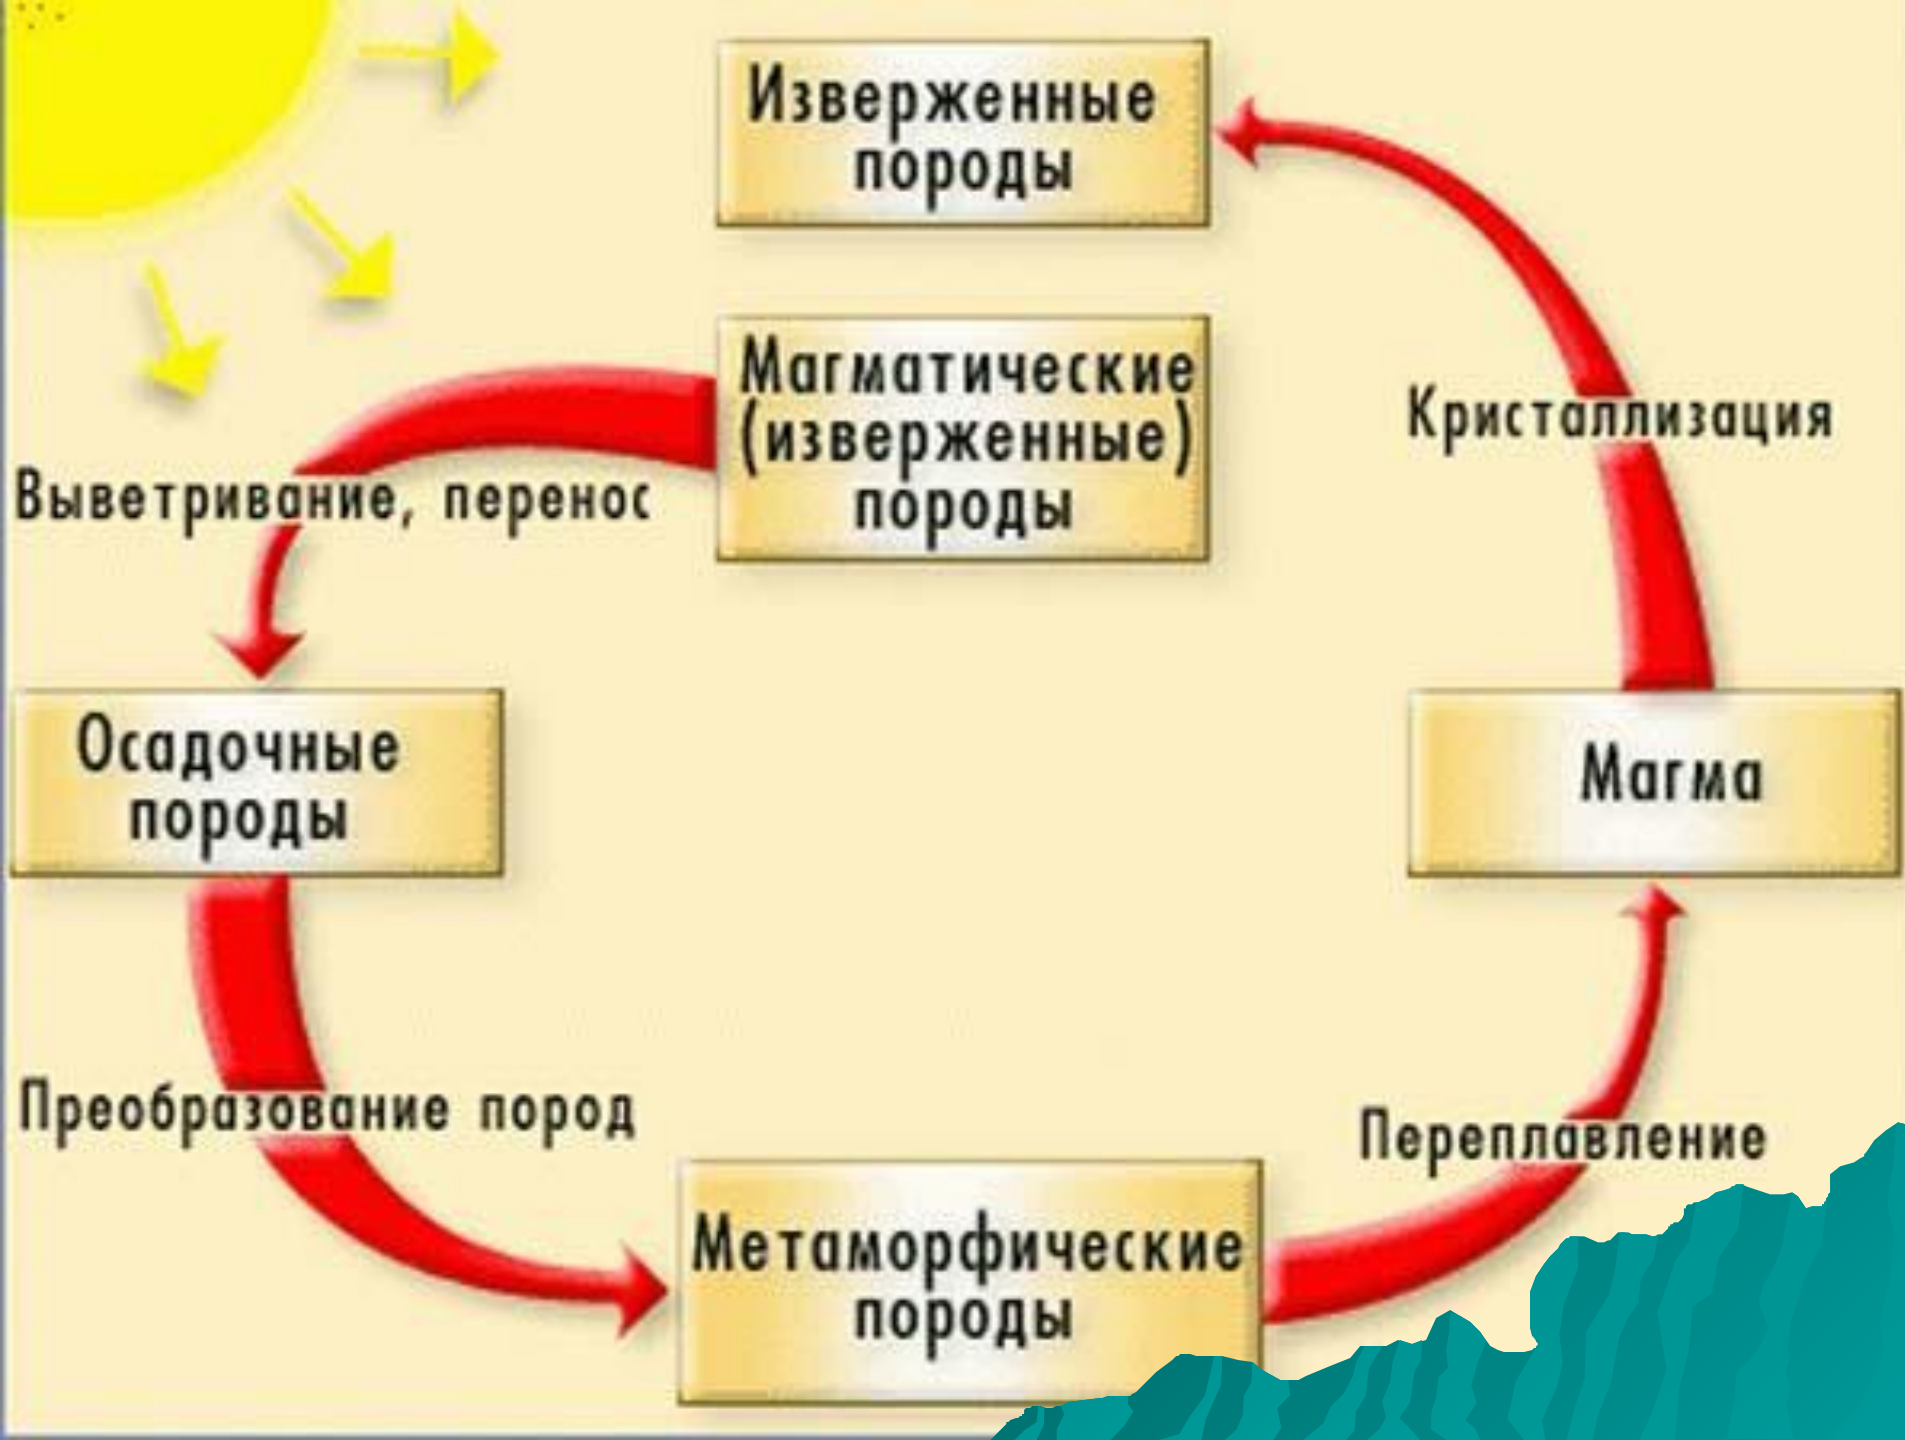 Изверженные
породы
Магматические
(изверженные)
породы
Кристаллизация
Выветривание, перенос
Осадочные
породы
Магма
Преобразование пород
Переплавление
Метаморфические
породы